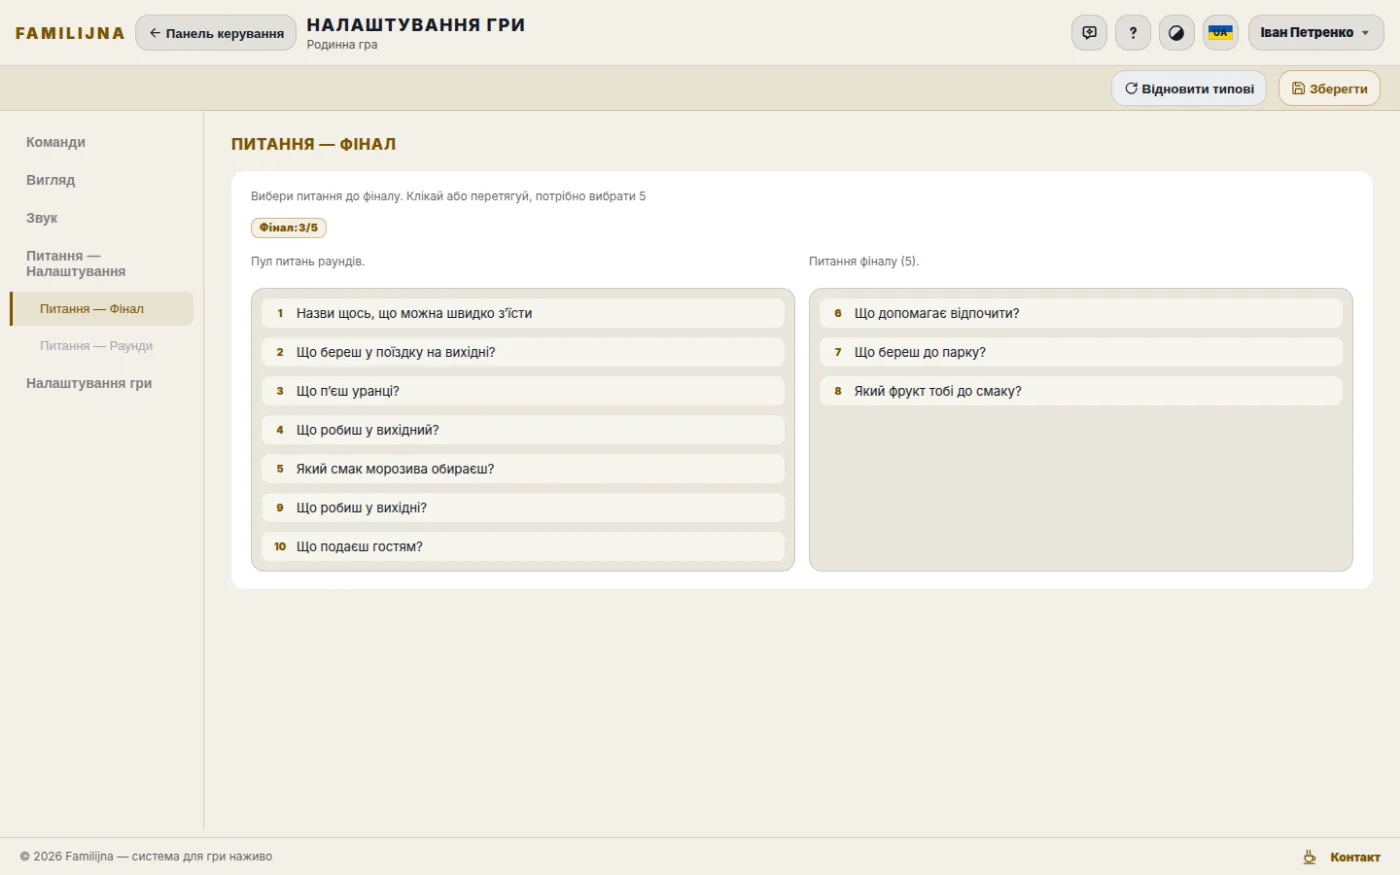 FAMILIJNA
← Панель керування
НАЛАШТУВАННЯ ГРИ
Родинна гра
?
UA
Іван Петренко
Відновити типові
Зберегти
Команди
Вигляд
Звук
Питання —
Налаштування
Питання — Фінал
Питання — Раунди
Налаштування гри
ПИТАННЯ — ФІНАЛ
Вибери питання до фіналу. Клікай або перетягуй, потрібно вибрати 5
Фінал:3/5
Пул питань раундів.
1 Назви щось, що можна швидко з’їсти
2 Що береш у поїздку на вихідні?
3 Що п’єш уранці?
4 Що робиш у вихідний?
5 Який смак морозива обираєш?
9 Що робиш у вихідні?
10 Що подаєш гостям?
Питання фіналу (5).
6 Що допомагає відпочити?
7 Що береш до парку?
8 Який фрукт тобі до смаку?
© 2026 Familijna — система для гри наживо
Контакт